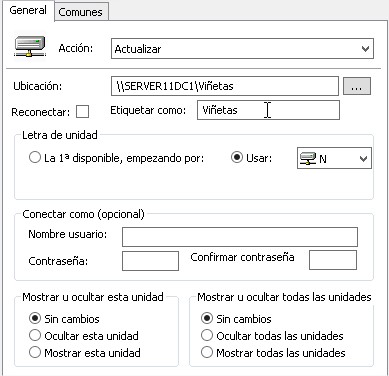 General Comunes
Acción: Actualizar
Ubicación: \\SERVER11DC1\Viñetas ...
Reconectar: Etiquetar como: Viñetas
Letra de unidad
La 1ª disponible, empezando por: Usar: N
Conectar como (opcional)
Nombre usuario:
Contraseña: Confirmar contraseña
Mostrar u ocultar esta unidad Mostrar u ocultar todas las unidades
Sin cambios Sin cambios
Ocultar esta unidad Ocultar todas las unidades
Mostrar esta unidad Mostrar todas las unidades